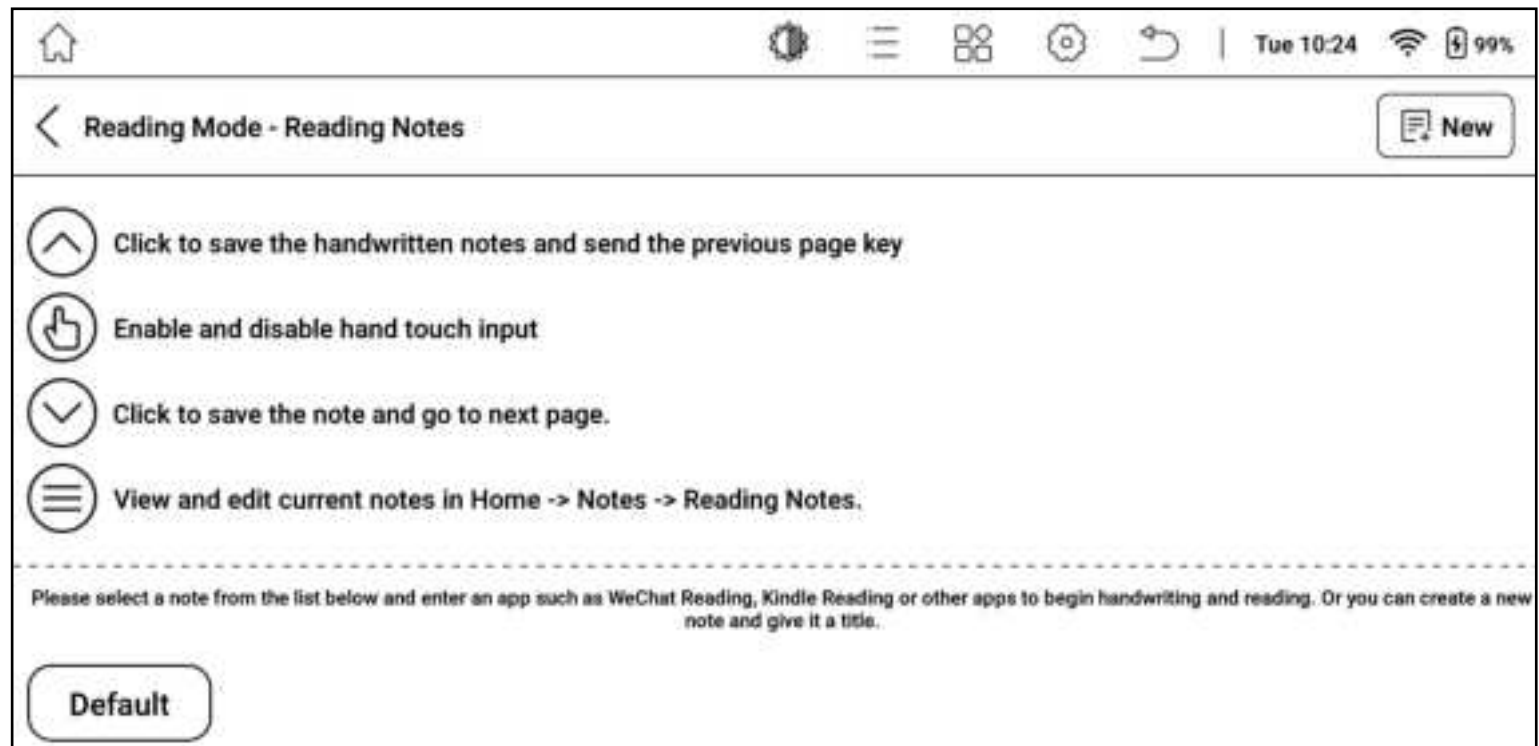 Tue 10:24 99%
Reading Mode - Reading Notes
New
Click to save the handwritten notes and send the previous page key
Enable and disable hand touch input
Click to save the note and go to next page.
View and edit current notes in Home -> Notes -> Reading Notes.
Please select a note from the list below and enter an app such as WeChat Reading, Kindle Reading or other apps to begin handwriting and reading. Or you can create a new
note and give it a title.
Default